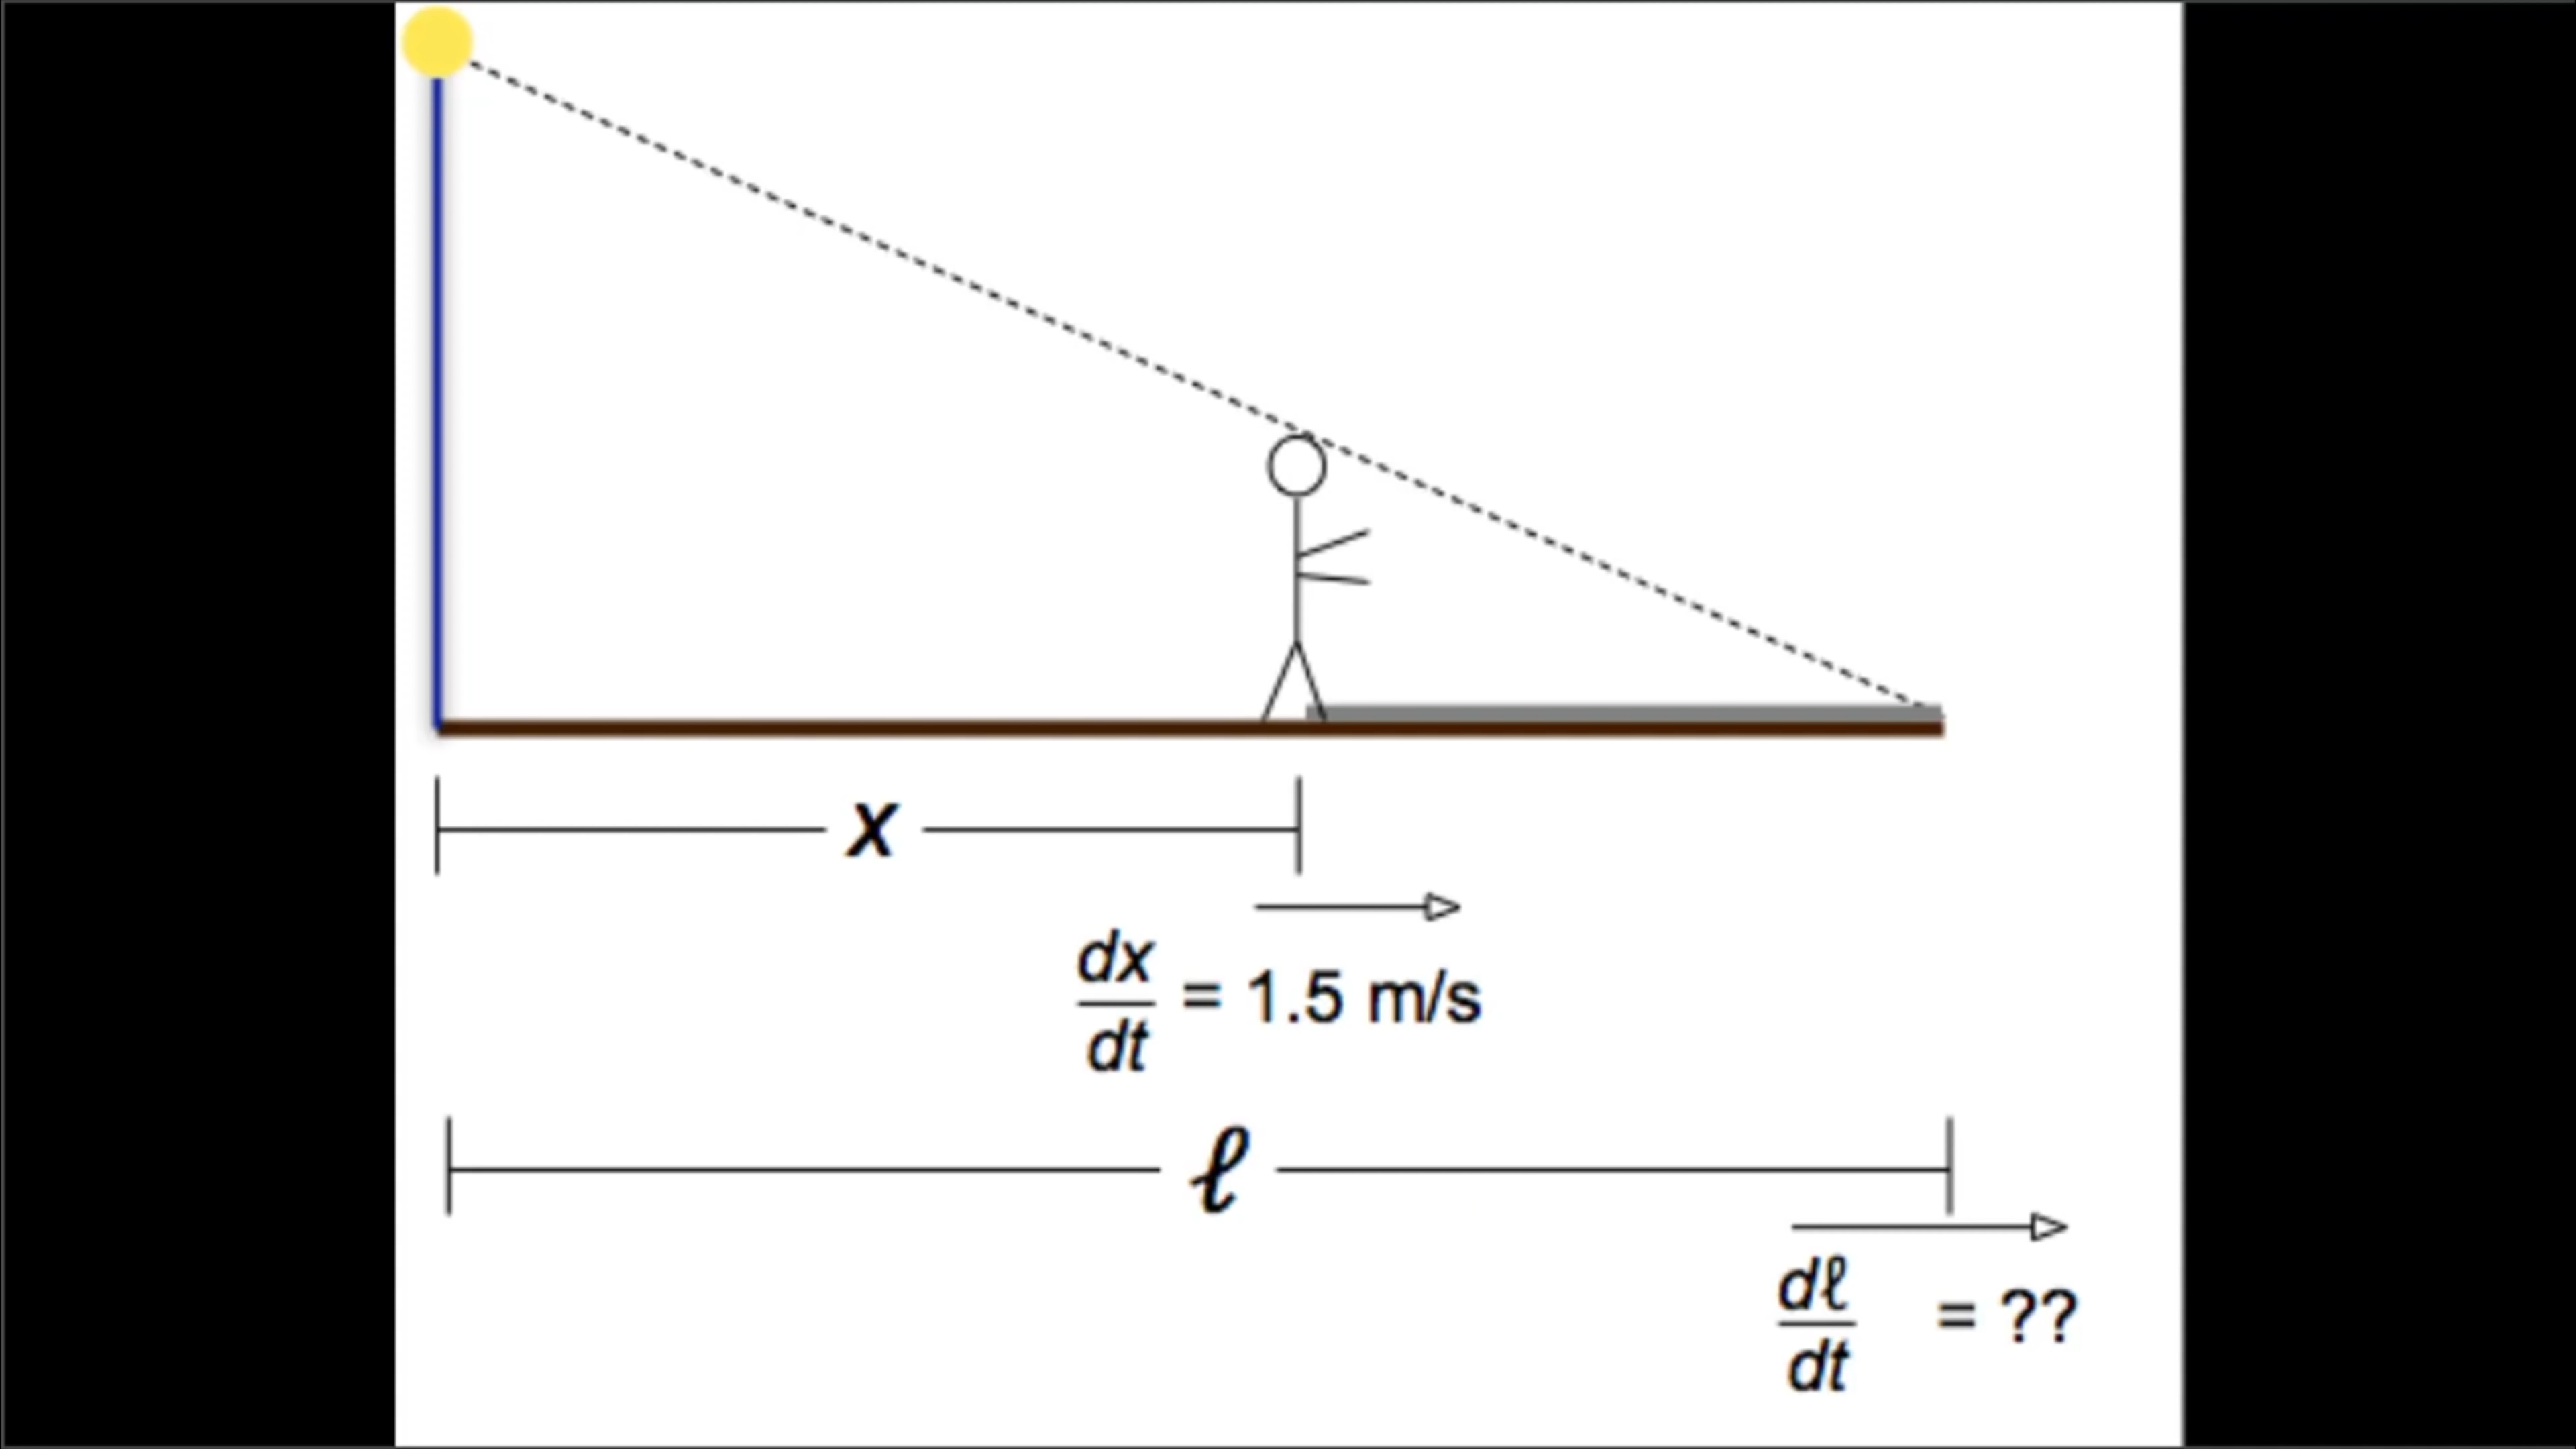 x
dx
dt
= 1.5 m/s
ℓ
dℓ
dt
= ??